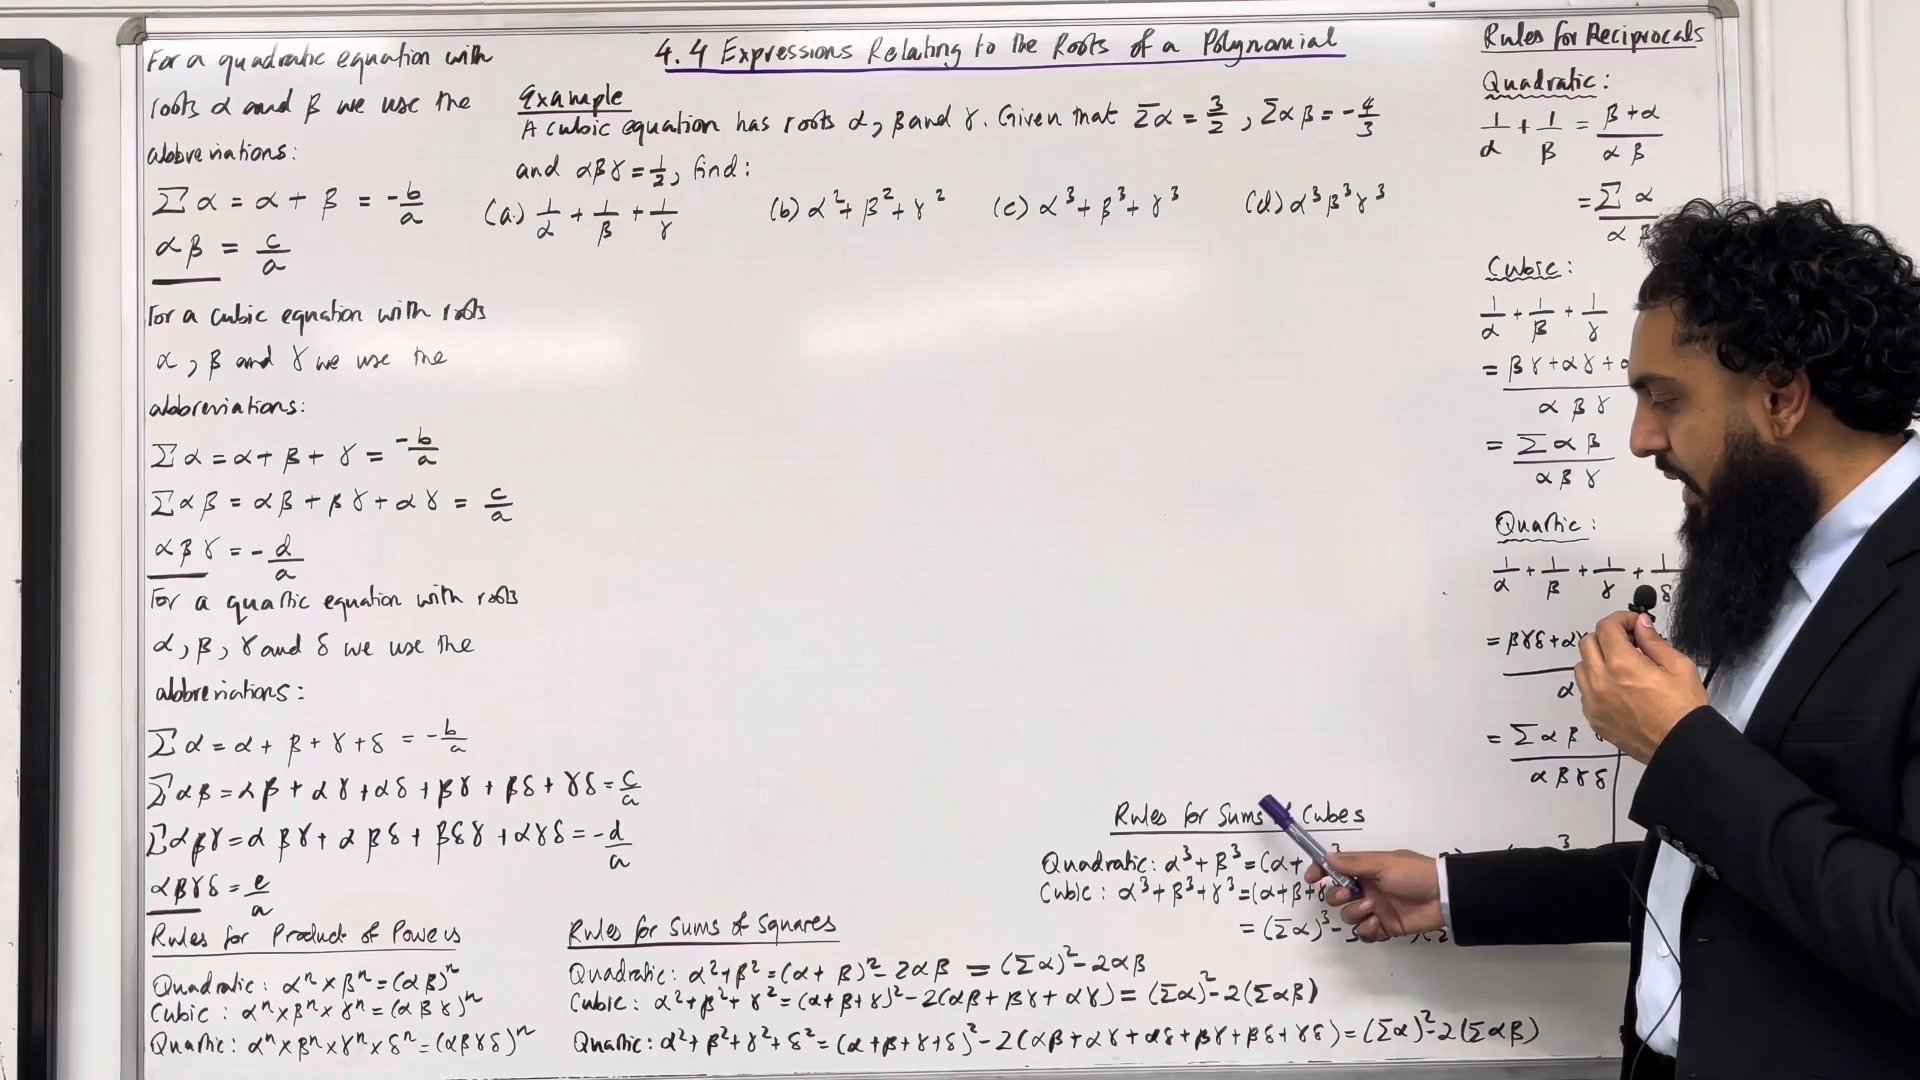 4.4 Expressions Relating to the Roots of a Polynomial
For a quadratic equation with
roots α and β we use the
abbreviations:
Σα = α + β = -b/a
αβ = c/a
For a cubic equation with roots
α, β and γ we use the
abbreviations:
Σα = α + β + γ = -b/a
Σαβ = αβ + βγ + αγ = c/a
αβγ = -d/a
For a quartic equation with roots
α, β, γ and δ we use the
abbreviations:
Σα = α + β + γ + δ = -b/a
Σαβ = αβ + αγ + αδ + βγ + βδ + γδ = c/a
Σαβγ = αβγ + αβδ + βδγ + αγδ = -d/a
αβγδ = e/a
Rules for Product of Powers
Quadratic: αⁿ × βⁿ = (αβ)ⁿ
Cubic: αⁿ × βⁿ × γⁿ = (αβγ)ⁿ
Quartic: αⁿ × βⁿ × γⁿ × δⁿ = (αβγδ)ⁿ
Example
A cubic equation has roots α, β and γ. Given that Σα = 3/2, Σαβ = -4/3
and αβγ = 1/2, find:
(a) 1/α + 1/β + 1/γ (b) α² + β² + γ² (c) α³ + β³ + γ³ (d) α³β³γ³
Rules for Sums of Squares
Quadratic: α² + β² = (α + β)² - 2αβ = (Σα)² - 2αβ
Cubic: α² + β² + γ² = (α + β + γ)² - 2(αβ + βγ + αγ) = (Σα)² - 2(Σαβ)
Quartic: α² + β² + γ² + δ² = (α + β + γ + δ)² - 2(αβ + αγ + αδ + βγ + βδ + γδ) = (Σα)² - 2(Σαβ)
Rules for Sums Cubes
Quadratic: α³ + β³ = (α +
Cubic: α³ + β³ + γ³ = (α + β + γ
= (Σα)³ -
Rules for Reciprocals
Quadratic:
1/α + 1/β = β + α / αβ
= Σα / αβ
Cubic:
1/α + 1/β + 1/γ
= βγ + αγ + α / αβγ
= Σαβ / αβγ
Quartic:
1/α + 1/β + 1/γ + 1/δ
= βγδ + αγ / α
= Σαβ / αβγδ